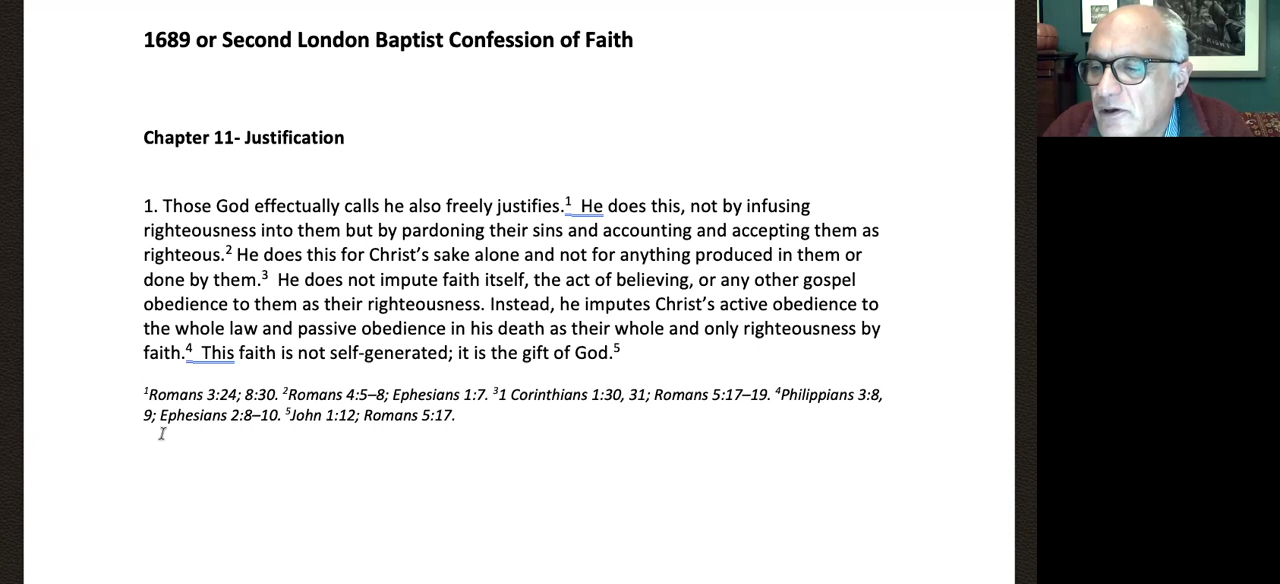 1689 or Second London Baptist Confession of Faith
Chapter 11- Justification
1. Those God effectually calls he also freely justifies.¹ He does this, not by infusing
righteousness into them but by pardoning their sins and accounting and accepting them as
righteous.² He does this for Christ’s sake alone and not for anything produced in them or
done by them.³ He does not impute faith itself, the act of believing, or any other gospel
obedience to them as their righteousness. Instead, he imputes Christ’s active obedience to
the whole law and passive obedience in his death as their whole and only righteousness by
faith.⁴ This faith is not self-generated; it is the gift of God.⁵
¹Romans 3:24; 8:30. ²Romans 4:5–8; Ephesians 1:7. ³1 Corinthians 1:30, 31; Romans 5:17–19. ⁴Philippians 3:8,
9; Ephesians 2:8–10. ⁵John 1:12; Romans 5:17.